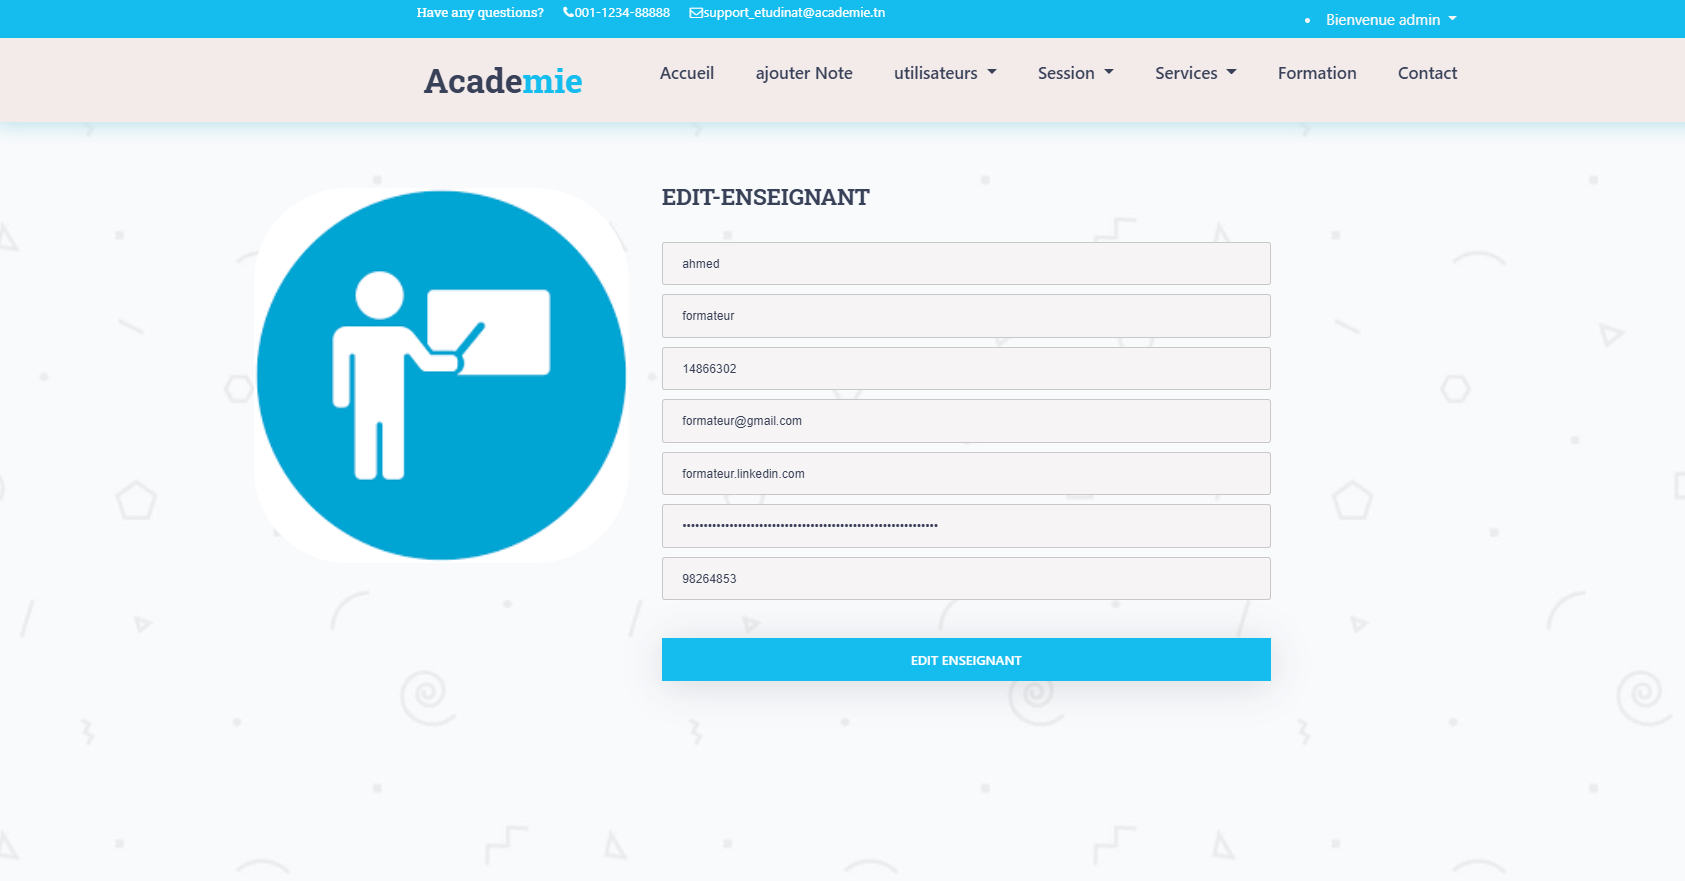 Have any questions? 001-1234-88888 support_etudinat@academie.tn
Bienvenue admin
Academie
Accueil ajouter Note utilisateurs Session Services Formation Contact
EDIT-ENSEIGNANT
ahmed
formateur
14866302
formateur@gmail.com
formateur.linkedin.com
98264853
EDIT ENSEIGNANT